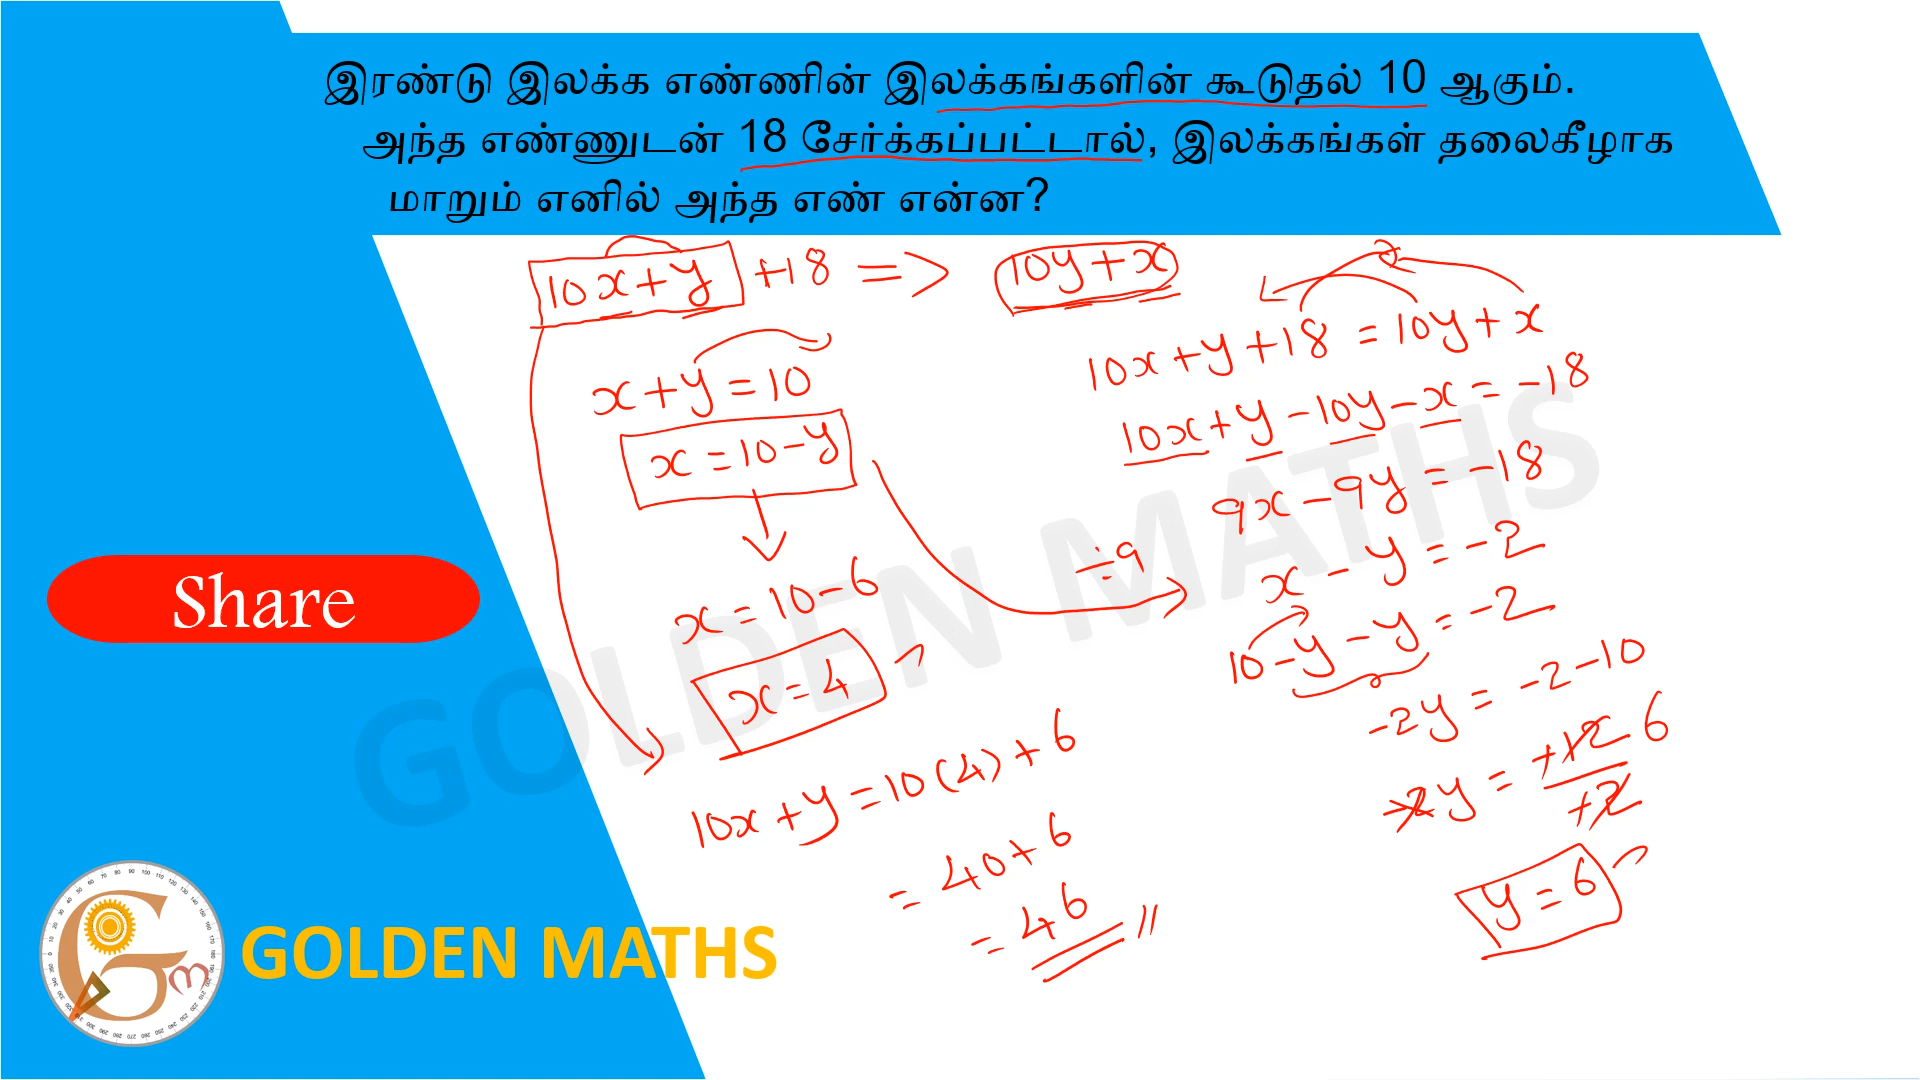 இரண்டு இலக்க எண்ணின் இலக்கங்களின் கூடுதல் 10 ஆகும்.
அந்த எண்ணுடன் 18 சேர்க்கப்பட்டால், இலக்கங்கள் தலைகீழாக
மாறும் எனில் அந்த எண் என்ன?
10x+y +18 => 10y+x
x+y=10
x=10-y
x=10-6
x=4
10x+y=10(4)+6
=40+6
=46
10x+y+18=10y+x
10x+y-10y-x=-18
9x-9y=-18
÷9
x-y=-2
10-y-y=-2
-2y=-2-10
-2y=+12/+2 6
y=6
Share
GOLDEN MATHS
GOLDEN MATHS